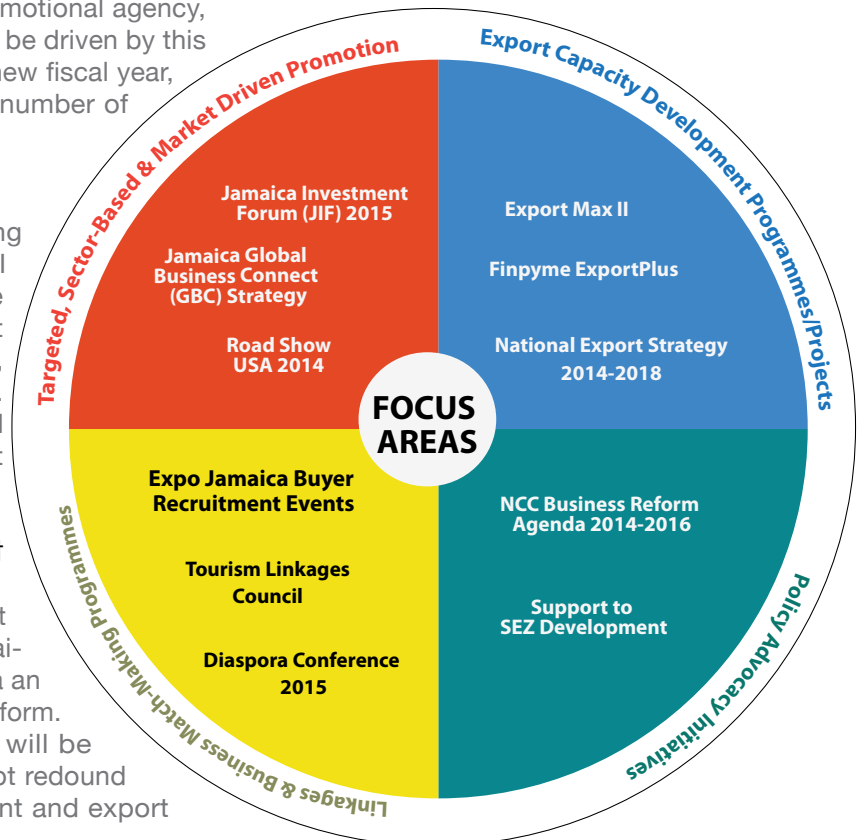 motional agency,
be driven by this
new fiscal year,
number of
ng
will be
redound
nt and export
Targeted, Sector-Based & Market Driven Promotion
Jamaica Investment
Forum (JIF) 2015
Jamaica Global
Business Connect
(GBC) Strategy
Road Show
USA 2014
Export Capacity Development Programmes/Projects
Export Max II
Finpyme ExportPlus
National Export Strategy
2014-2018
FOCUS
AREAS
Linkages & Business Match-Making Programmes
Expo Jamaica Buyer
Recruitment Events
Tourism Linkages
Council
Diaspora Conference
2015
Policy Advocacy Initiatives
NCC Business Reform
Agenda 2014-2016
Support to
SEZ Development